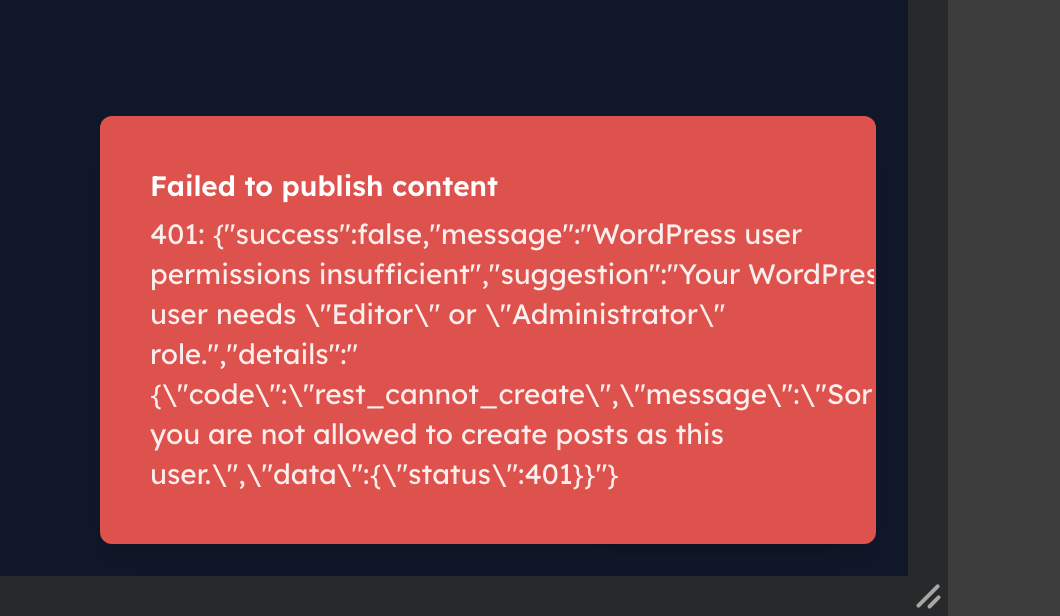 Failed to publish content
401: {"success":false,"message":"WordPress user
permissions insufficient","suggestion":"Your WordPres
user needs \"Editor\" or \"Administrator\"
role.","details":"
{\"code\":\"rest_cannot_create\",\"message\":\"Sor
you are not allowed to create posts as this
user.\",\"data\":{\"status\":401}}"}